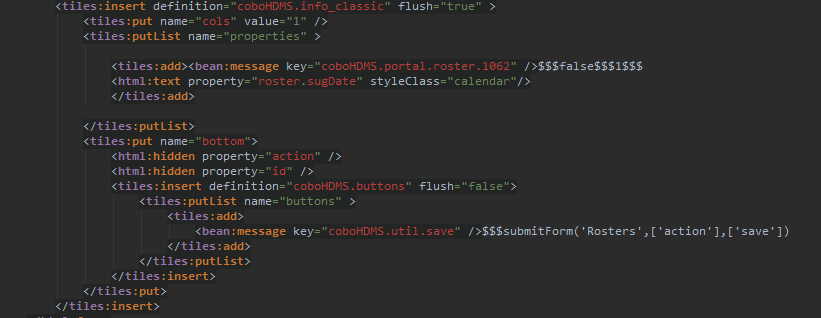 <tiles:insert definition="coboHDMS.info_classic" flush="true" >
<tiles:put name="cols" value="1" />
<tiles:putList name="properties" >
<tiles:add><bean:message key="coboHDMS.portal.roster.1062" />$$$false$$$1$$$
<html:text property="roster.sugDate" styleClass="calendar"/>
</tiles:add>
</tiles:putList>
<tiles:put name="bottom">
<html:hidden property="action" />
<html:hidden property="id" />
<tiles:insert definition="coboHDMS.buttons" flush="false">
<tiles:putList name="buttons" >
<tiles:add>
<bean:message key="coboHDMS.util.save" />$$$submitForm('Rosters',['action'],['save'])
</tiles:add>
</tiles:putList>
</tiles:insert>
</tiles:put>
</tiles:insert>